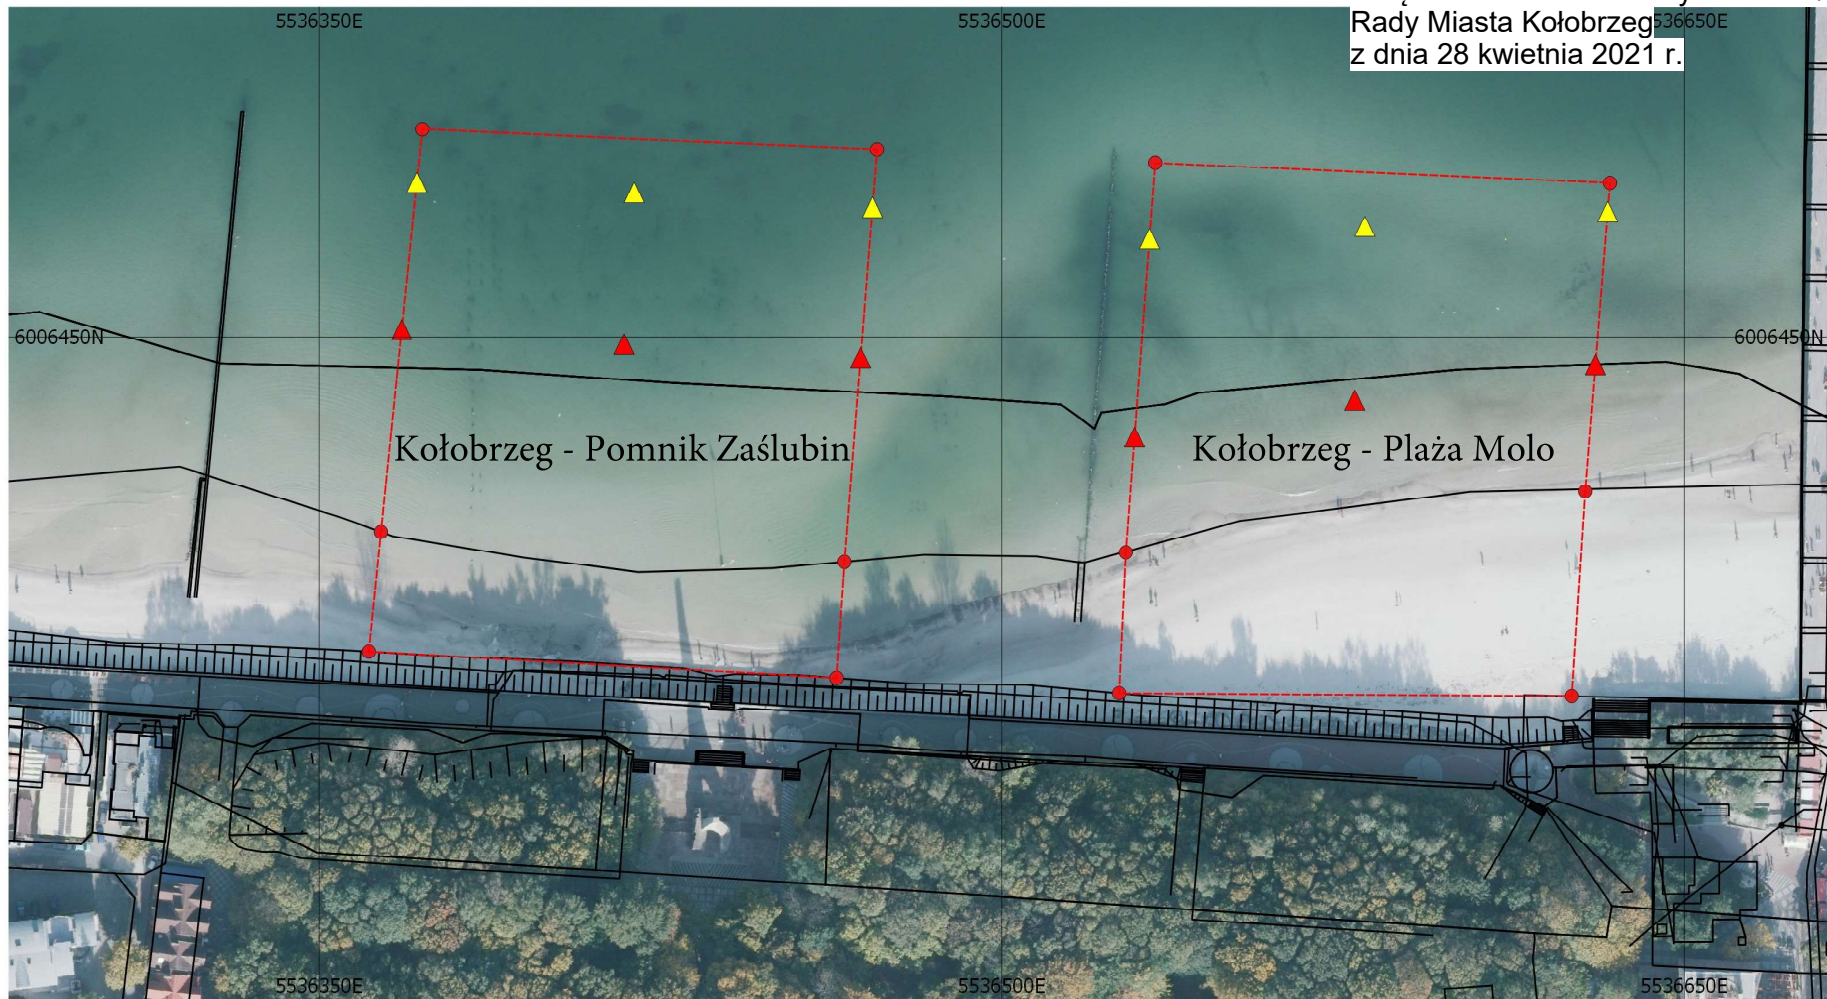 5536350E
5536500E
Rady Miasta Kołobrzeg
536650E
z dnia 28 kwietnia 2021 r.
6006450N
6006450N
Kołobrzeg - Pomnik Zaślubin
Kołobrzeg - Plaża Molo
5536350E
5536500E
5536650E